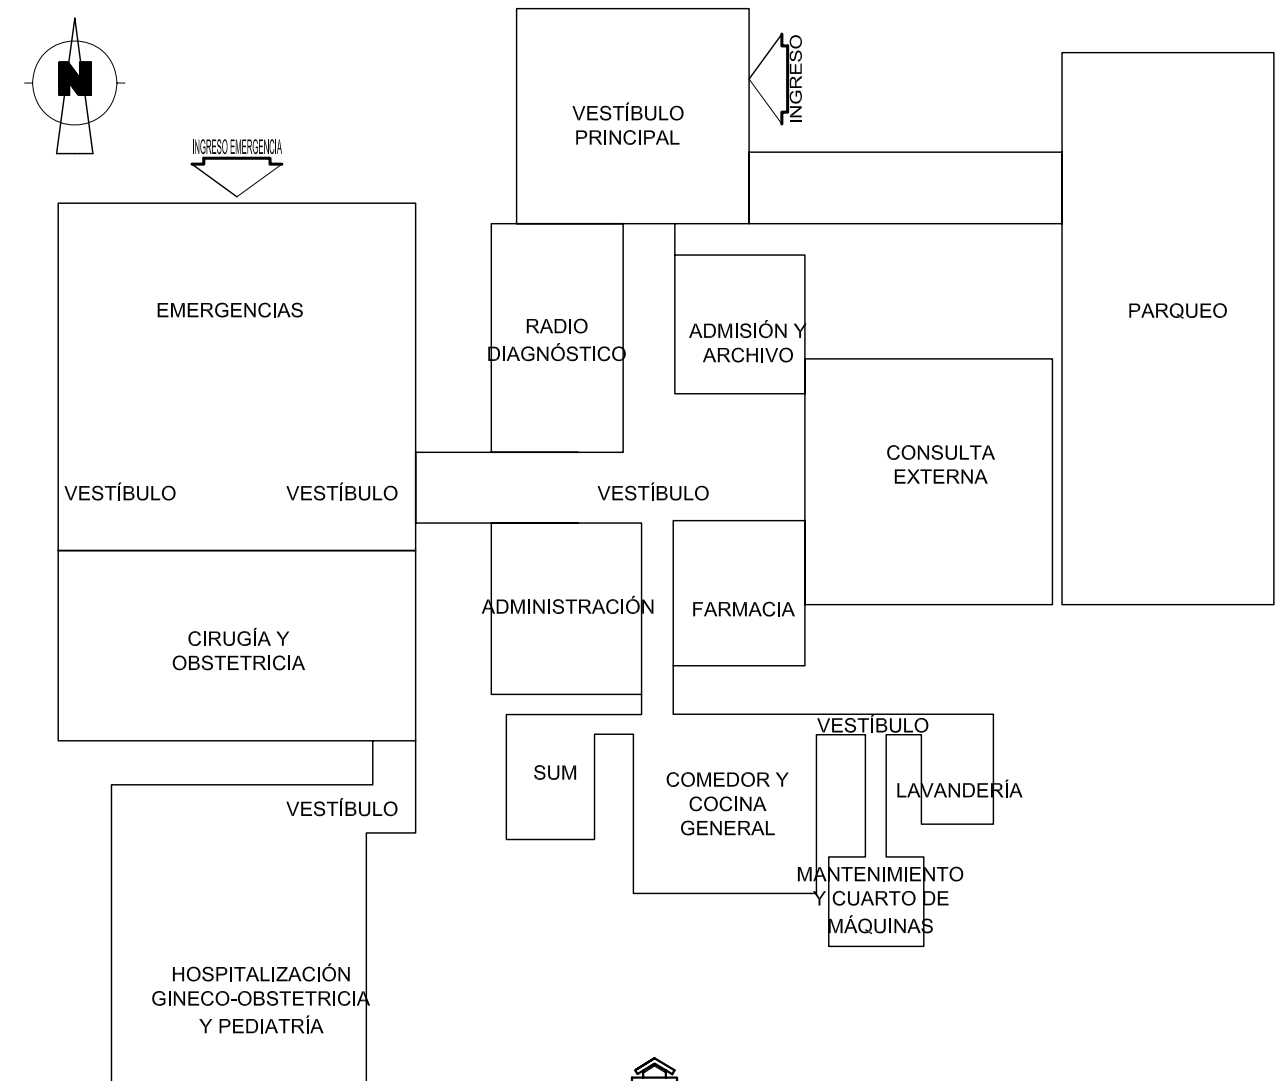 N
INGRESO
VESTÍBULO
PRINCIPAL
INGRESO EMERGENCIA
EMERGENCIAS
PARQUEO
RADIO
DIAGNÓSTICO
ADMISIÓN Y
ARCHIVO
CONSULTA
EXTERNA
VESTÍBULO
VESTÍBULO
VESTÍBULO
ADMINISTRACIÓN
FARMACIA
CIRUGÍA Y
OBSTETRICIA
VESTÍBULO
SUM
COMEDOR Y
COCINA
GENERAL
LAVANDERÍA
VESTÍBULO
MANTENIMIENTO
Y CUARTO DE
MÁQUINAS
HOSPITALIZACIÓN
GINECO-OBSTETRICIA
Y PEDIATRÍA